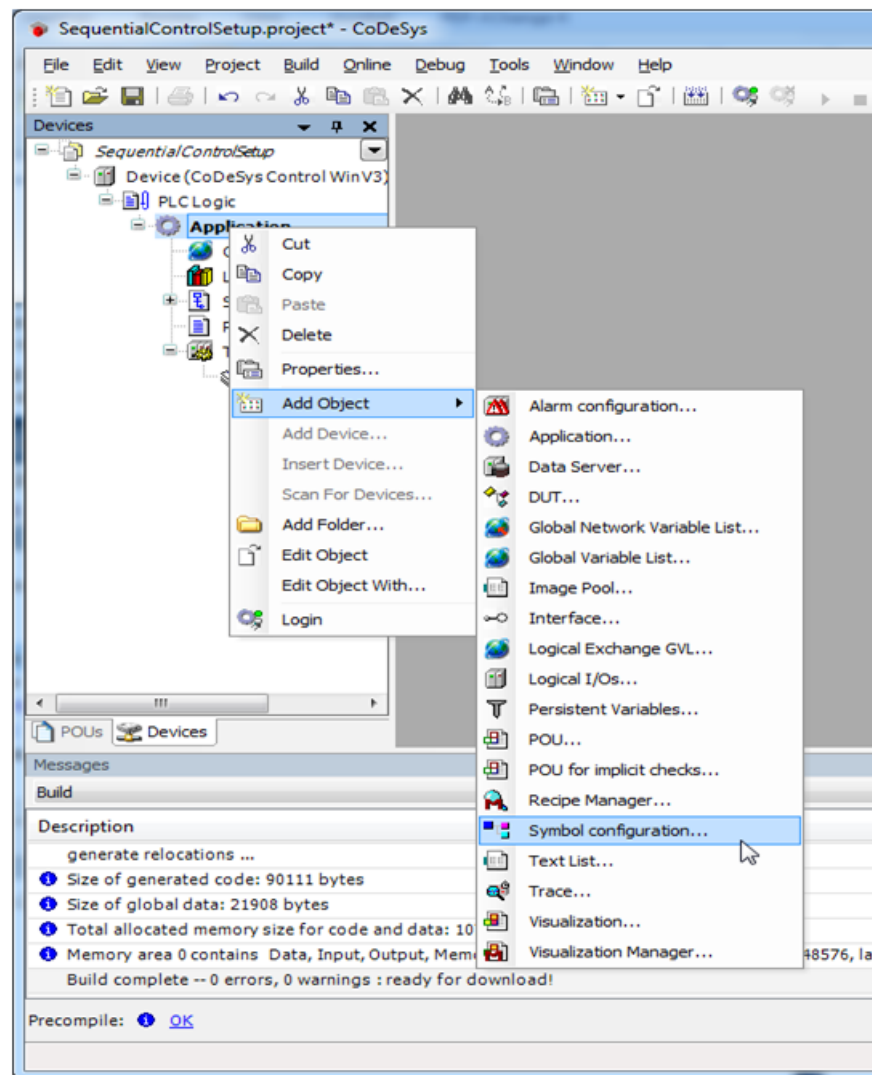 SequentialControlSetup.project* - CoDeSys
File Edit View Project Build Online Debug Tools Window Help
Devices
SequentialControlSetup
Device (CoDeSys Control Win V3)
PLC Logic
Application
Cut
Copy
Paste
Delete
Properties...
Add Object
Add Device...
Insert Device...
Scan For Devices...
Add Folder...
Edit Object
Edit Object With...
Login
Alarm configuration...
Application...
Data Server...
DUT...
Global Network Variable List...
Global Variable List...
Image Pool...
Interface...
Logical Exchange GVL...
Logical I/Os...
Persistent Variables...
POU...
POU for implicit checks...
Recipe Manager...
Symbol configuration...
Text List...
Trace...
Visualization...
Visualization Manager...
POUs Devices
Messages
Build
Description
generate relocations ...
Size of generated code: 90111 bytes
Size of global data: 21908 bytes
Total allocated memory size for code and data: 10
Memory area 0 contains Data, Input, Output, Mem 48576, la
Build complete -- 0 errors, 0 warnings : ready for download!
Precompile: OK